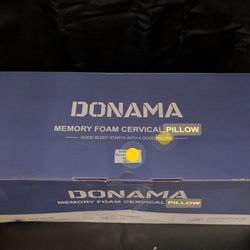 DONAMA
MEMORY FOAM CERVICAL PILLOW
GOOD SLEEP STARTS WITH A GOOD PILLOW
DONAMA
MEMORY FOAM CERVICAL PILLOW